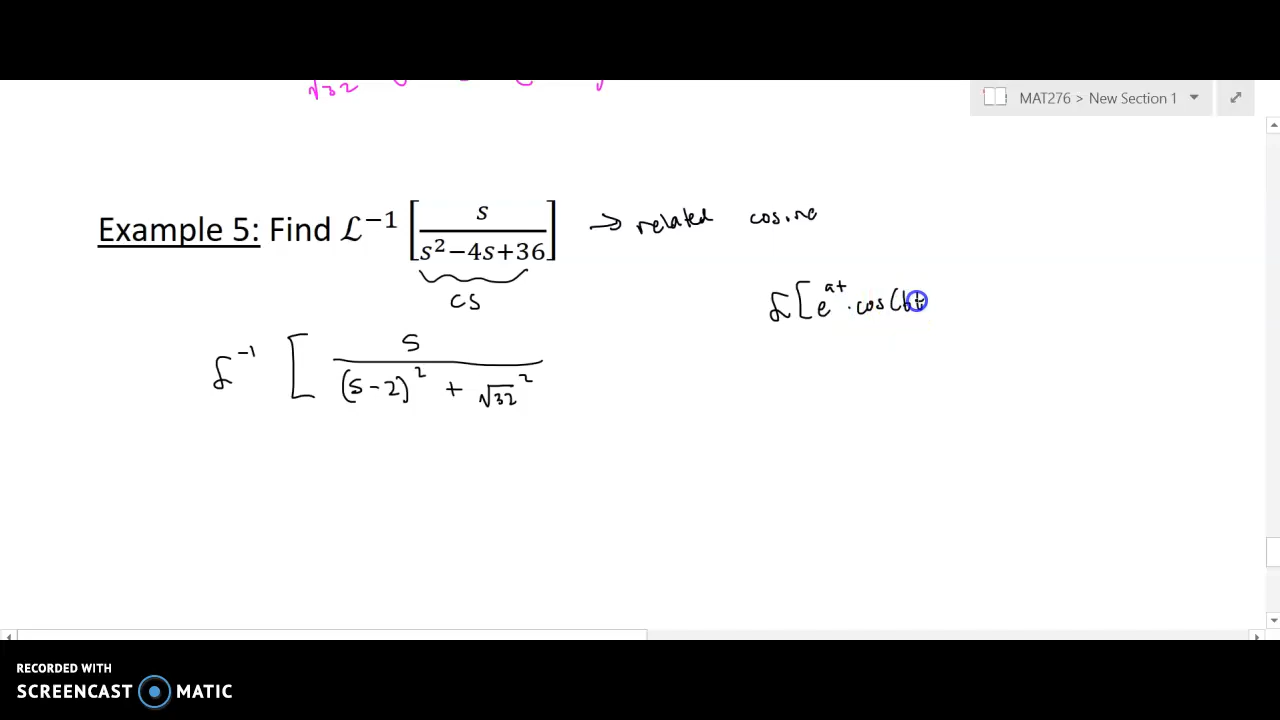 √32
MAT276 > New Section 1
Example 5: Find ℒ⁻¹ [ s / (s²−4s+36) ] → related cosine
CS
ℒ[e^{at} · cos(bt
ℒ⁻¹ [ s / ((s-2)² + √32²)
RECORDED WITH
SCREENCAST MATIC